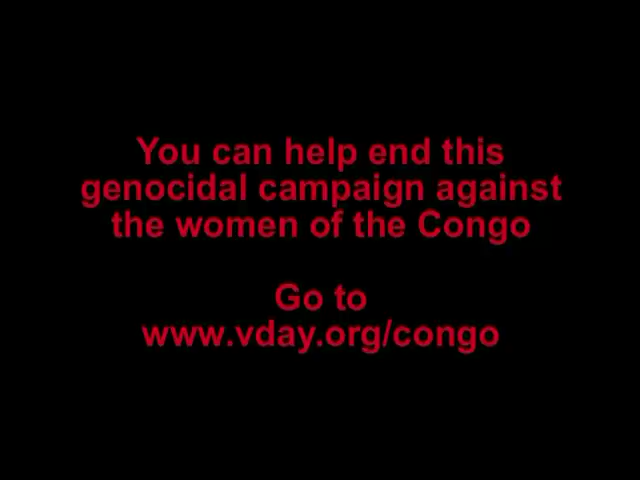 You can help end this
genocidal campaign against
the women of the Congo
Go to
www.vday.org/congo